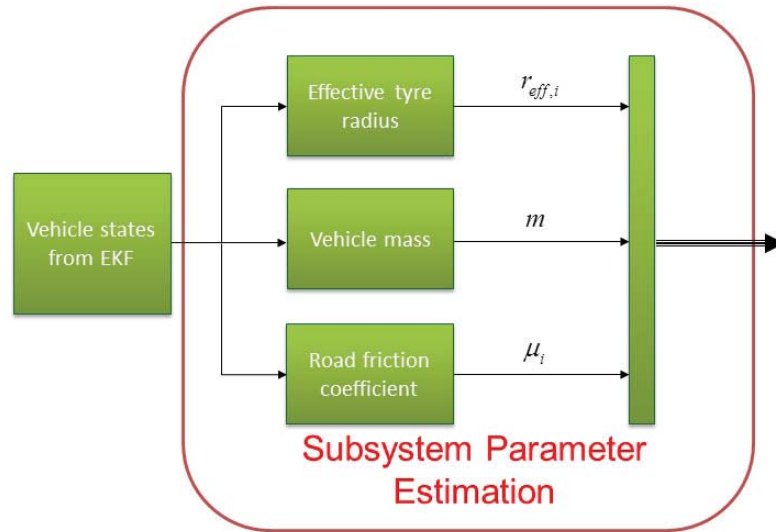 Effective tyre
radius
r_eff,i
Vehicle states
from EKF
Vehicle mass
m
Road friction
coefficient
μ_i
Subsystem Parameter
Estimation